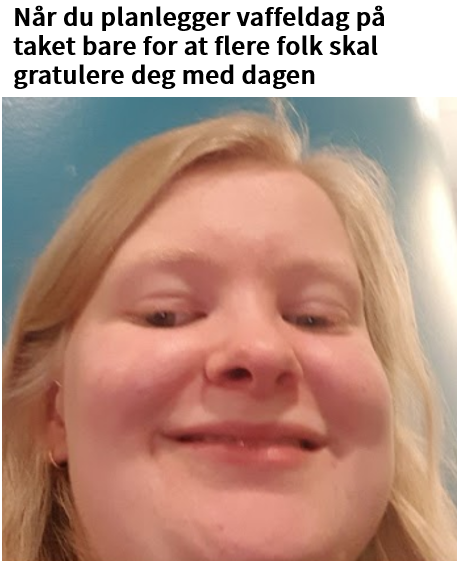 Når du planlegger vaffeldag på
taket bare for at flere folk skal
gratulere deg med dagen